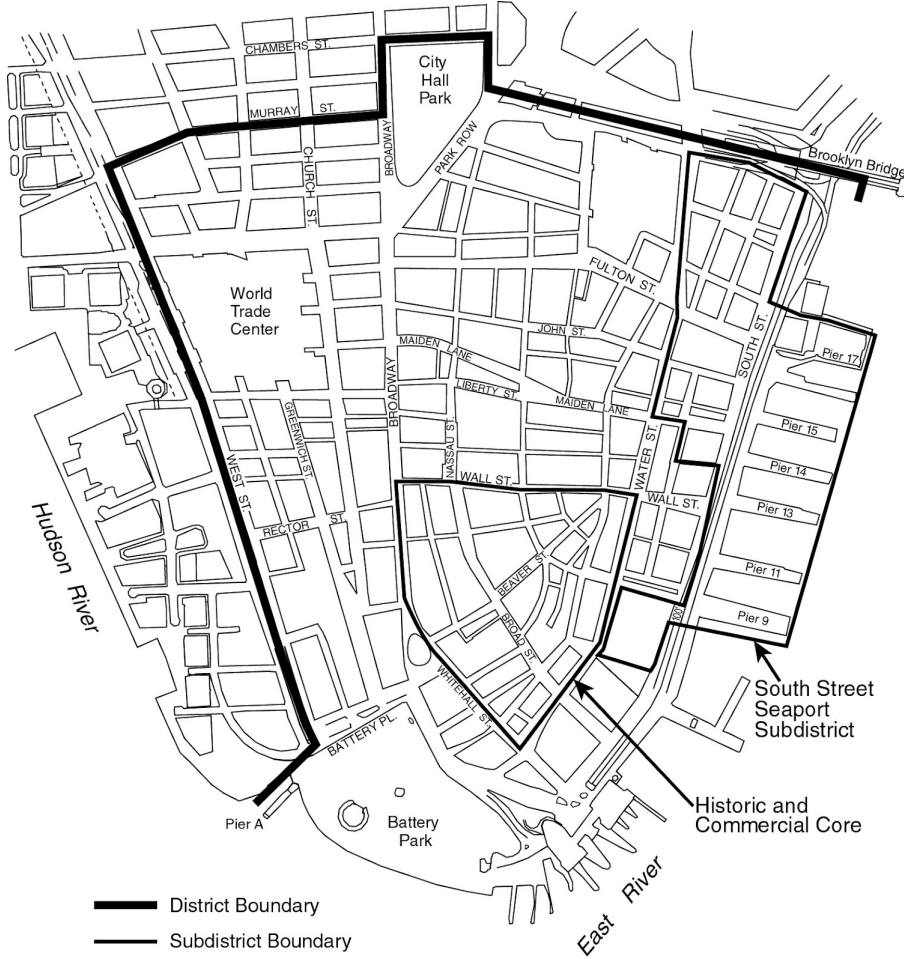 CHAMBERS ST.
City
Hall
Park
MURRAY ST.
BROADWAY
PARK ROW
CHURCH ST.
Brooklyn Bridge
FULTON ST.
World
Trade
Center
SOUTH ST.
JOHN ST.
MAIDEN LANE
Pier 17
BROADWAY
LIBERTY ST.
MAIDEN LANE
GREENWICH ST.
Pier 15
NASSAU ST.
WATER ST.
WEST ST.
Pier 14
WALL ST.
WALL ST.
Pier 13
Hudson River
RECTOR ST.
BEAVER ST.
Pier 11
100'
Pier 9
BROAD ST.
WHITEHALL ST.
South Street
Seaport
Subdistrict
BATTERY PL.
Historic and
Commercial Core
Pier A
Battery
Park
East River
District Boundary
Subdistrict Boundary